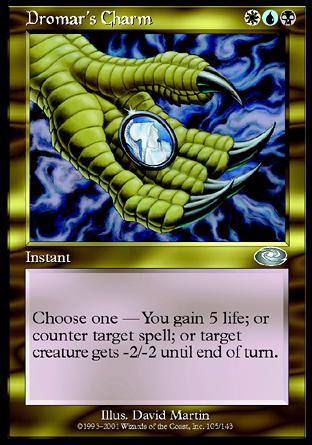 Dromar's Charm
Instant
Choose one — You gain 5 life; or
counter target spell; or target
creature gets -2/-2 until end of turn.
Illus. David Martin
©1993–2001 Wizards of the Coast, Inc. 105/143